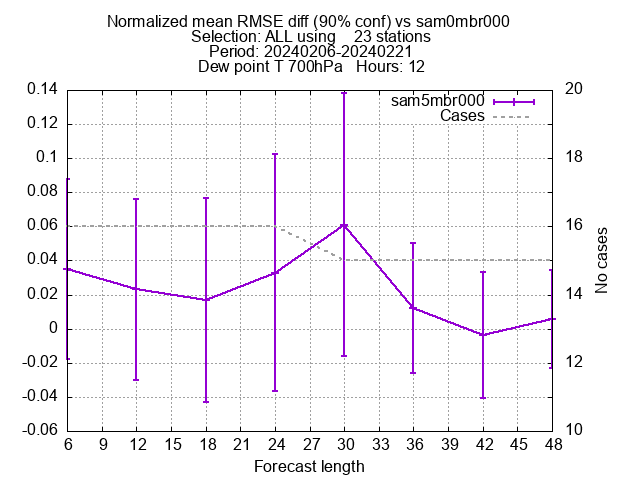 Normalized mean RMSE diff (90% conf) vs sam0mbr000
Selection: ALL using    23 stations
Period: 20240206-20240221
Dew point T 700hPa   Hours: 12
sam5mbr000
Cases
0.14
0.12
0.1
0.08
0.06
0.04
0.02
0
-0.02
-0.04
-0.06
20
18
16
14
12
10
No cases
6 9 12 15 18 21 24 27 30 33 36 39 42 45 48
Forecast length